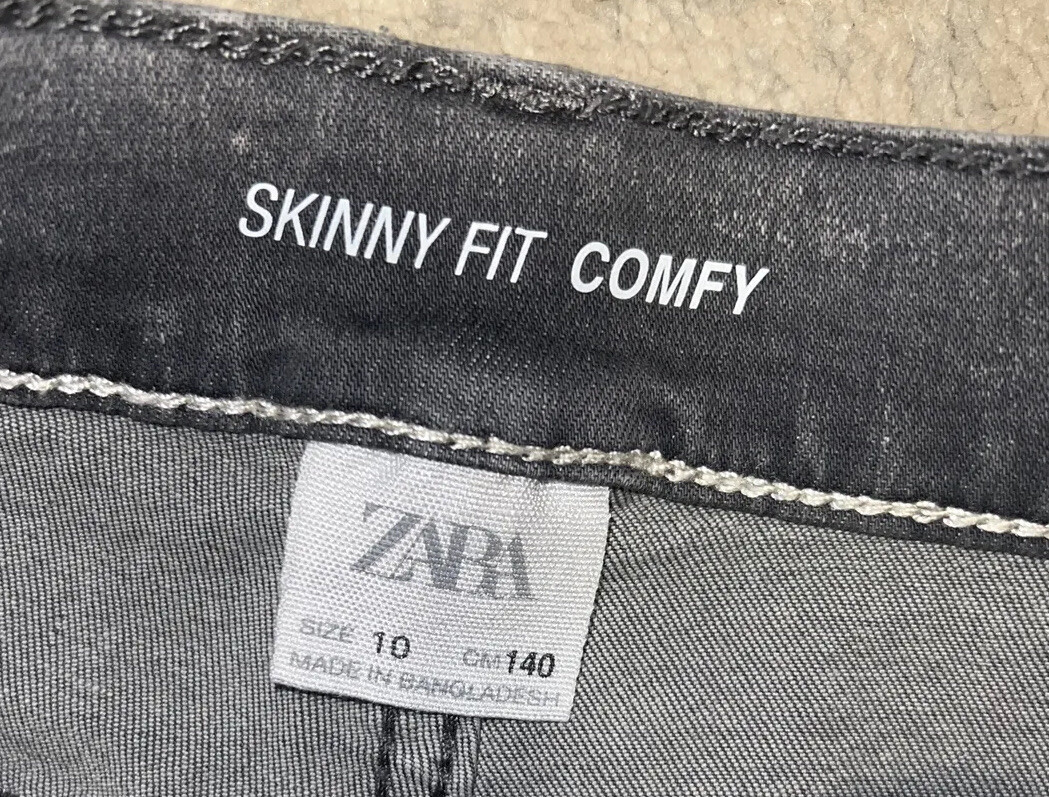 SKINNY FIT COMFY
ZARA
SIZE 10 CM 140
MADE IN BANGLADESH